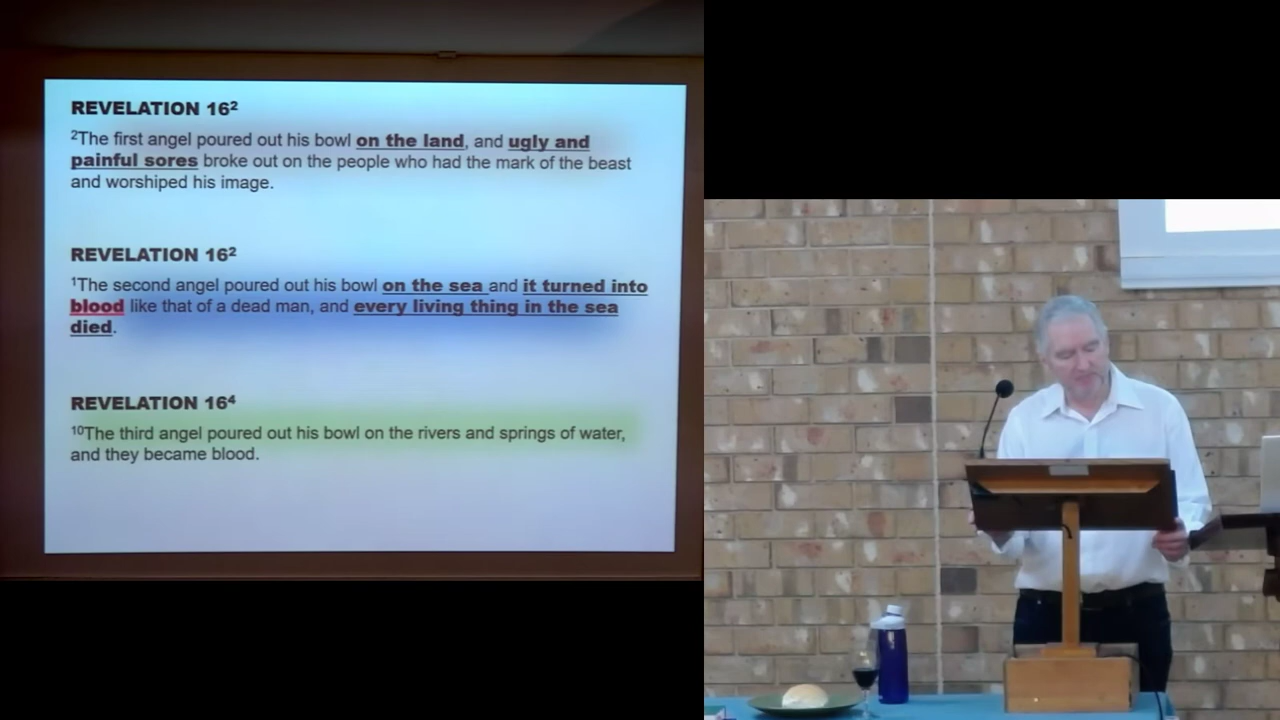 REVELATION 16²
²The first angel poured out his bowl on the land, and ugly and
painful sores broke out on the people who had the mark of the beast
and worshiped his image.
REVELATION 16²
¹The second angel poured out his bowl on the sea and it turned into
blood like that of a dead man, and every living thing in the sea
died.
REVELATION 16⁴
¹⁰The third angel poured out his bowl on the rivers and springs of water,
and they became blood.